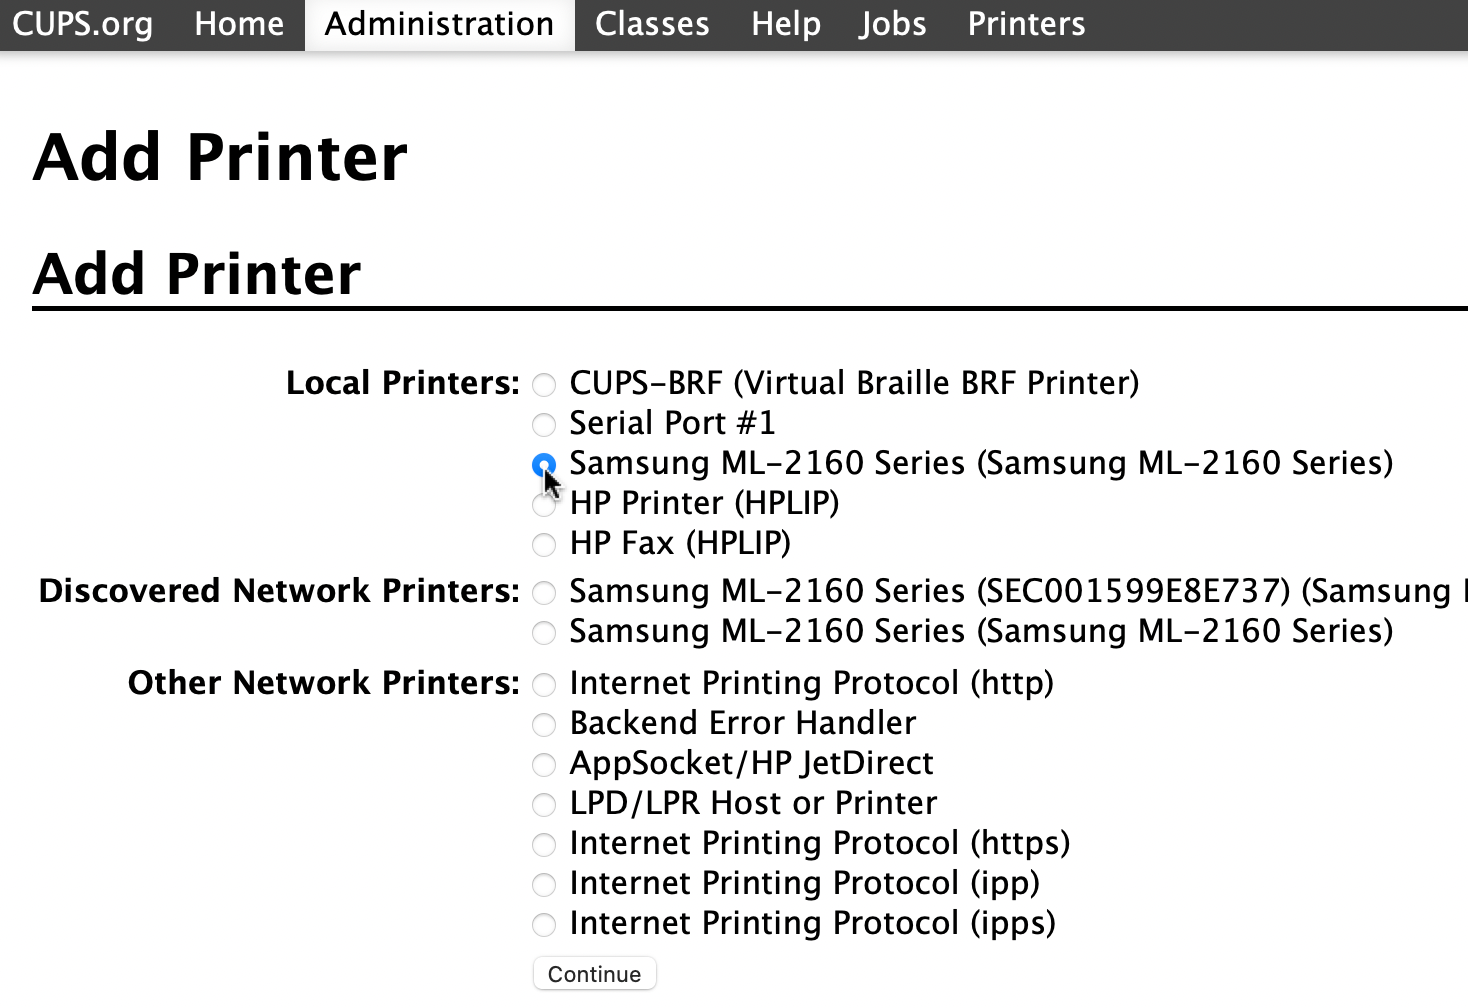 CUPS.org Home Administration Classes Help Jobs Printers
Add Printer
Add Printer
Local Printers: CUPS-BRF (Virtual Braille BRF Printer)
Serial Port #1
Samsung ML-2160 Series (Samsung ML-2160 Series)
HP Printer (HPLIP)
HP Fax (HPLIP)
Discovered Network Printers: Samsung ML-2160 Series (SEC001599E8E737) (Samsung
Samsung ML-2160 Series (Samsung ML-2160 Series)
Other Network Printers: Internet Printing Protocol (http)
Backend Error Handler
AppSocket/HP JetDirect
LPD/LPR Host or Printer
Internet Printing Protocol (https)
Internet Printing Protocol (ipp)
Internet Printing Protocol (ipps)
Continue